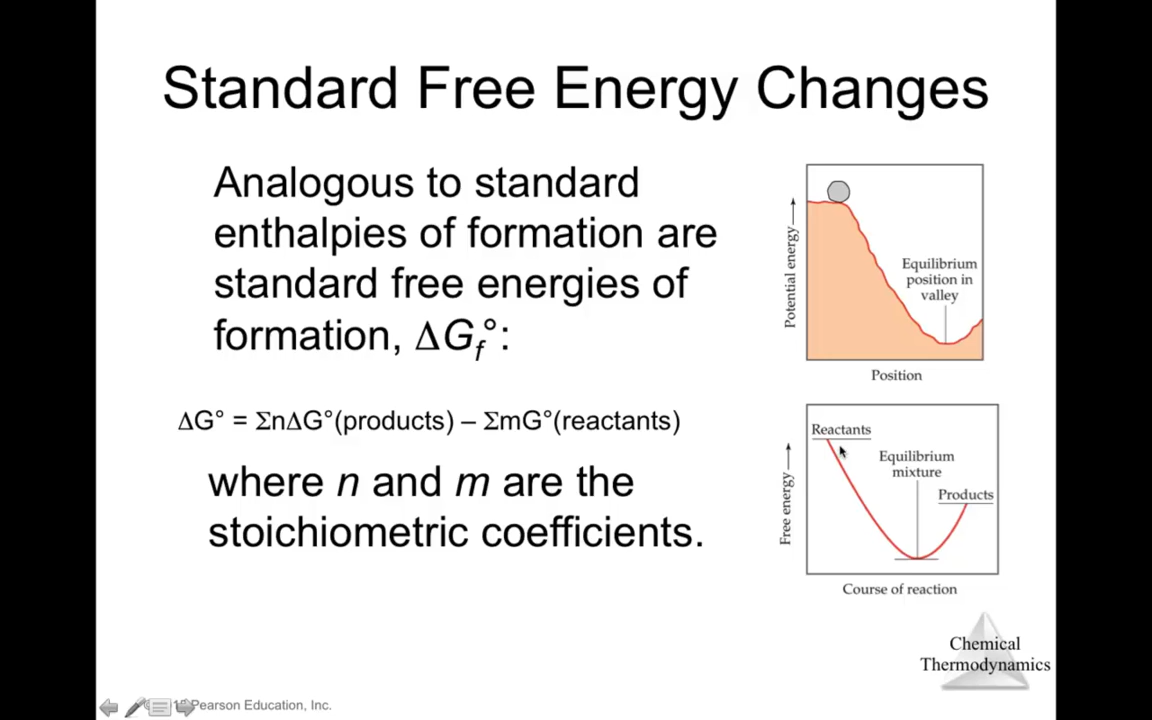 Standard Free Energy Changes
Analogous to standard
enthalpies of formation are
standard free energies of
formation, ΔGf°:
ΔG° = ΣnΔG°(products) – ΣmG°(reactants)
where n and m are the
stoichiometric coefficients.
Potential energy
Equilibrium
position in
valley
Position
Free energy
Reactants
Equilibrium
mixture
Products
Course of reaction
Chemical
Thermodynamics
Pearson Education, Inc.